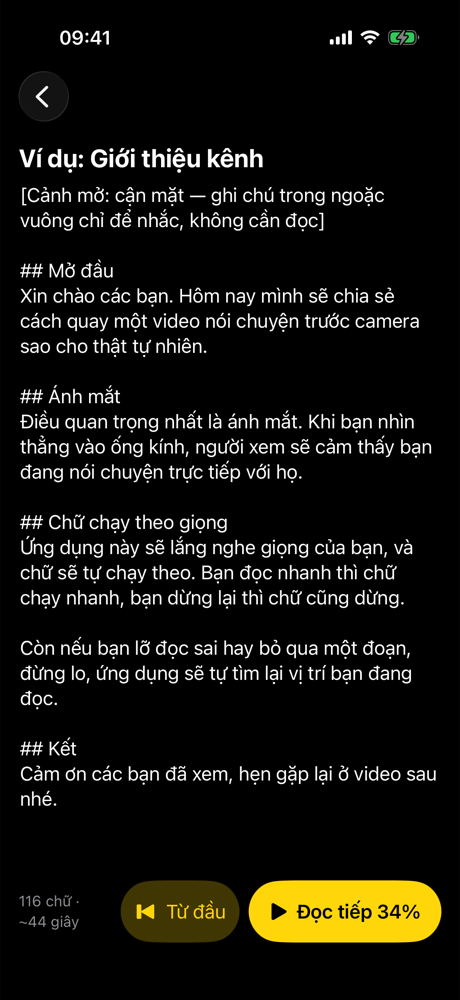 09:41
Ví dụ: Giới thiệu kênh
[Cảnh mở: cận mặt — ghi chú trong ngoặc
vuông chỉ để nhắc, không cần đọc]
## Mở đầu
Xin chào các bạn. Hôm nay mình sẽ chia sẻ
cách quay một video nói chuyện trước camera
sao cho thật tự nhiên.
## Ánh mắt
Điều quan trọng nhất là ánh mắt. Khi bạn nhìn
thẳng vào ống kính, người xem sẽ cảm thấy bạn
đang nói chuyện trực tiếp với họ.
## Chữ chạy theo giọng
Ứng dụng này sẽ lắng nghe giọng của bạn, và
chữ sẽ tự chạy theo. Bạn đọc nhanh thì chữ
chạy nhanh, bạn dừng lại thì chữ cũng dừng.
Còn nếu bạn lỡ đọc sai hay bỏ qua một đoạn,
đừng lo, ứng dụng sẽ tự tìm lại vị trí bạn đang
đọc.
## Kết
Cảm ơn các bạn đã xem, hẹn gặp lại ở video sau
nhé.
116 chữ ·
~44 giây
Từ đầu
Đọc tiếp 34%